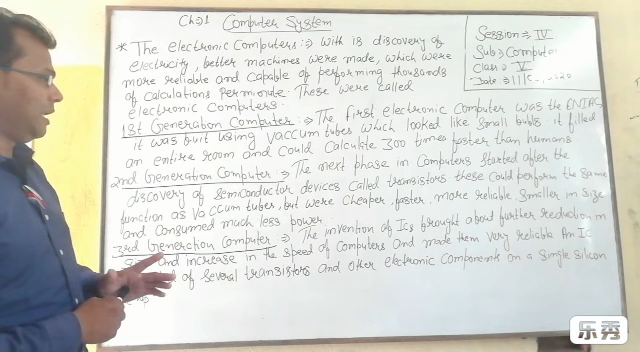 Ch→1 Computer System
Session⇒ IV
Sub⇒ Compute
Class⇒ V
Date⇒
* The electronic Computers:⇒ With is discovery of
electricity, better machines were made, which were
more reliable and capable of performing thousands
of calculations Perminute. These were called
electronic Computers.
1st Generation Computer:⇒ The first electronic Computer was the ENIAC
it was buit using Vaccum tubes which looked like Small bulbs. it filled
an entire room and Could Calculate 300 times faster than humans
2nd Generation Computer ⇒ The next phase in Computers Started after the
discovery of Semiconductor devices Called transistors these Could perform the Same
function as Vaccum tubes, but were Cheaper, faster, more reliable, Smaller in Size
and Consumed much less power
3rd Generction Computer ⇒ The invention of ICs brought about further reduction in
Size and increase in the Speed of Computers and made them very reliable An IC
of Several transistors and other electronic Components on a Single Silicon
乐秀